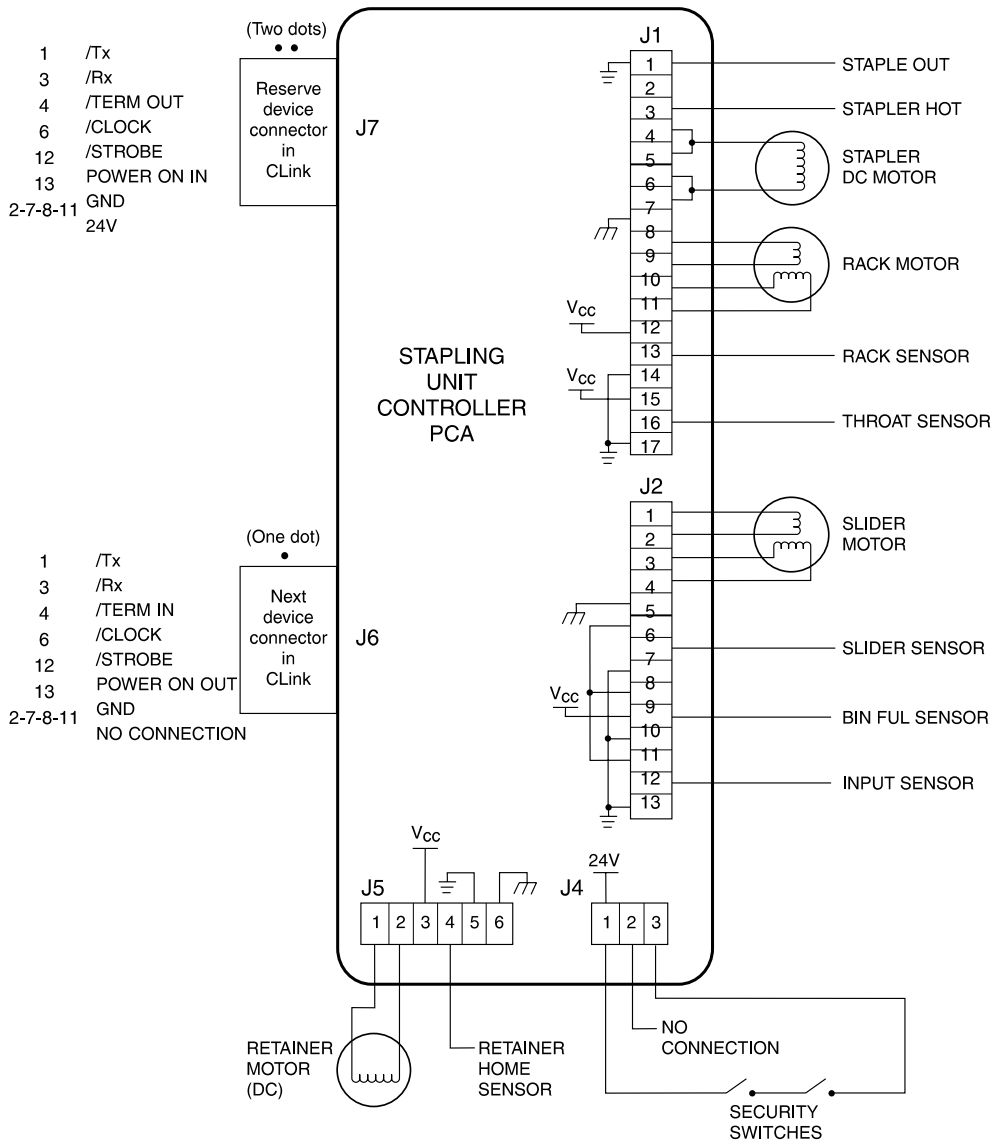 (Two dots)
1 /Tx
3 /Rx
4 /TERM OUT
6 /CLOCK
12 /STROBE
13 POWER ON IN
2-7-8-11 GND
24V
Reserve
device
connector
in
CLink
J7
(One dot)
1 /Tx
3 /Rx
4 /TERM IN
6 /CLOCK
12 /STROBE
13 POWER ON OUT
2-7-8-11 GND
NO CONNECTION
Next
device
connector
in
CLink
J6
STAPLING
UNIT
CONTROLLER
PCA
J1
1
2
3
4
5
6
7
8
9
10
11
12
13
14
15
16
17
VCC
VCC
STAPLE OUT
STAPLER HOT
STAPLER
DC MOTOR
RACK MOTOR
RACK SENSOR
THROAT SENSOR
J2
1
2
3
4
5
6
7
8
9
10
11
12
13
VCC
SLIDER
MOTOR
SLIDER SENSOR
BIN FUL SENSOR
INPUT SENSOR
VCC
J5
1 2 3 4 5 6
RETAINER
MOTOR
(DC)
RETAINER
HOME
SENSOR
24V
J4
1 2 3
NO
CONNECTION
SECURITY
SWITCHES